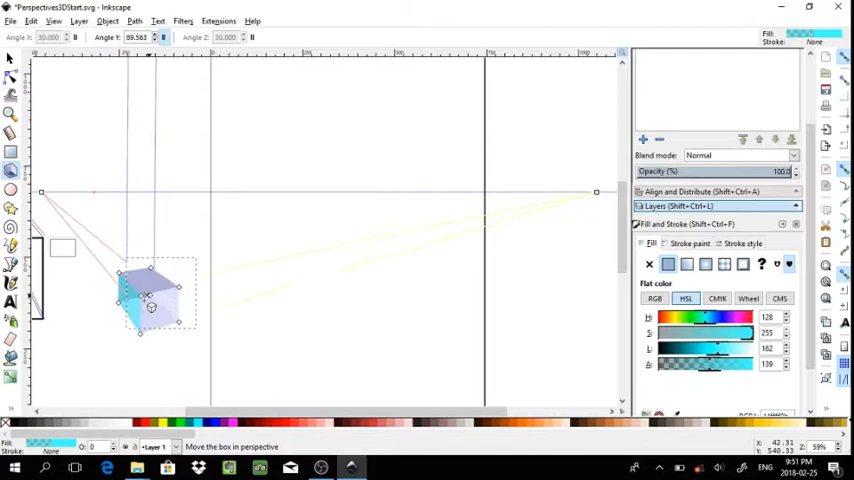 *Perspectives3DStart.svg - Inkscape
File Edit View Layer Object Path Text Filters Extensions Help
Angle X: 30.000 Angle Y: 89.563 Angle Z: 30.000 Fill:
Stroke: None
Blend mode: Normal
Opacity (%) 100.0
Align and Distribute (Shift+Ctrl+A)
Layers (Shift+Ctrl+L)
Fill and Stroke (Shift+Ctrl+F)
Fill Stroke paint Stroke style
Flat color
RGB HSL CMYK Wheel CMS
H: 128
S: 255
L: 162
A: 139
Fill: O: 0 Layer 1 Move the box in perspective X: 42.31 Z: 59%
Stroke: None Y: 540.33
ENG 9:51 PM
2018-02-25